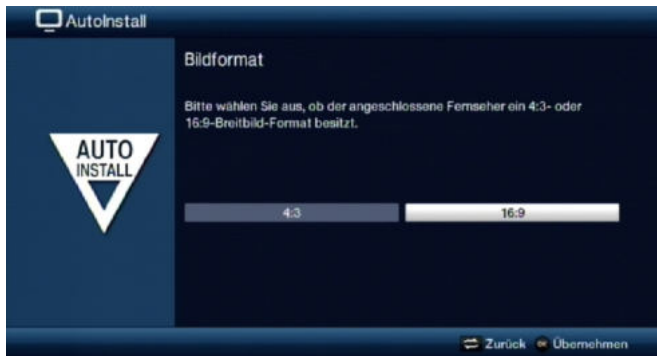 AutoInstall
Bildformat
Bitte wählen Sie aus, ob der angeschlossene Fernseher ein 4:3- oder
16:9-Breitbild-Format besitzt.
AUTO
INSTALL
4:3
16:9
Zurück OK Übernehmen